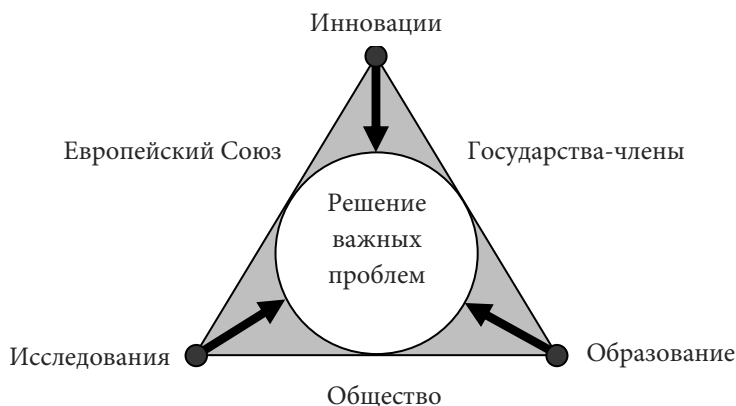 Инновации
Европейский Союз
Государства-члены
Решение
важных
проблем
Исследования
Образование
Общество